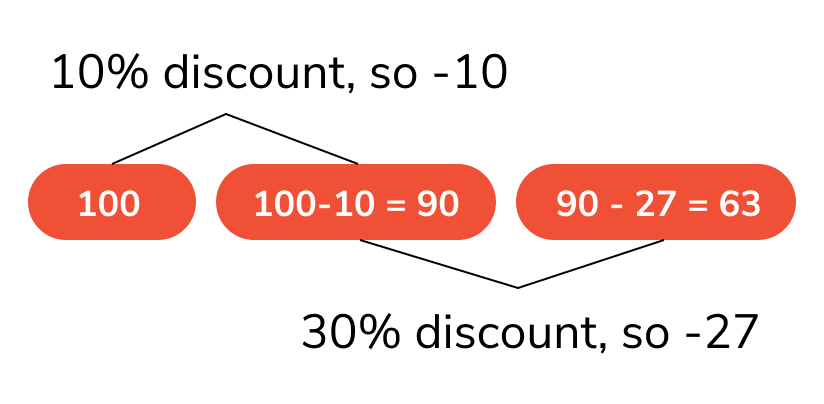 10% discount, so -10
100
100-10 = 90
90 - 27 = 63
30% discount, so -27